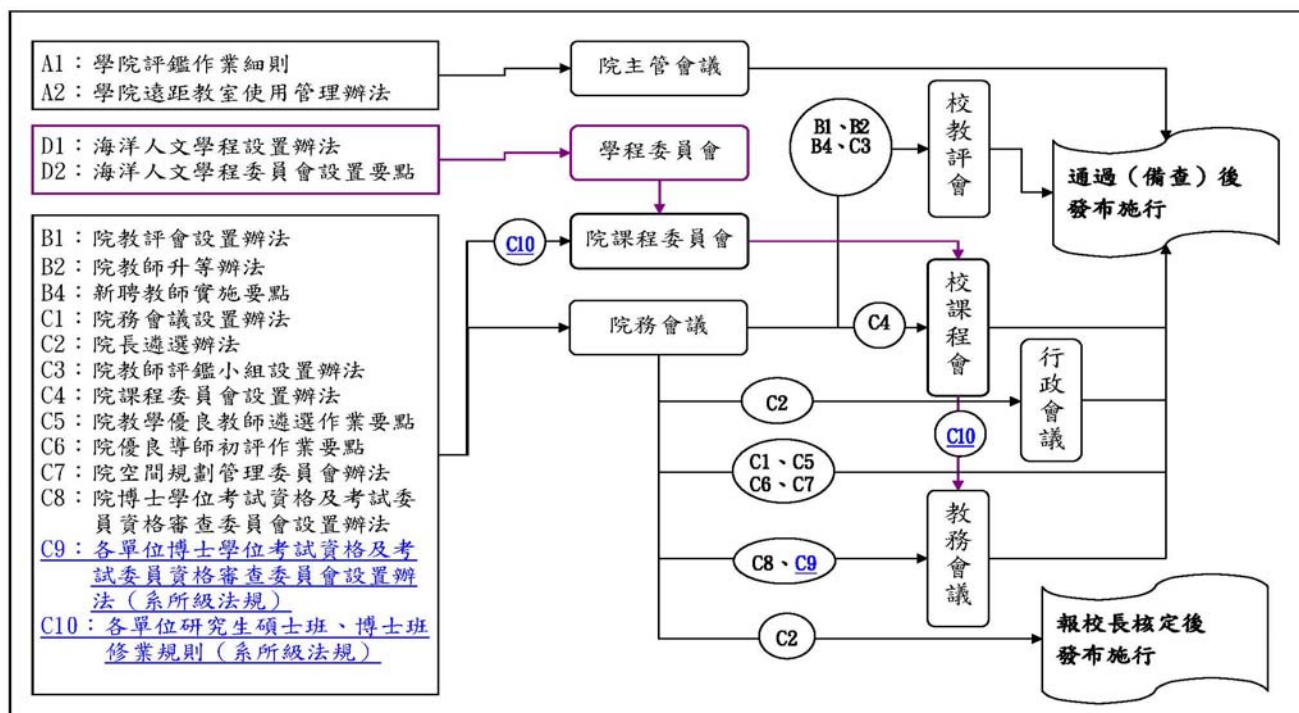 A1：學院評鑑作業細則
A2：學院遠距教室使用管理辦法
D1：海洋人文學程設置辦法
D2：海洋人文學程委員會設置要點
B1：院教評會設置辦法
B2：院教師升等辦法
B4：新聘教師實施要點
C1：院務會議設置辦法
C2：院長遴選辦法
C3：院教師評鑑小組設置辦法
C4：院課程委員會設置辦法
C5：院教學優良教師遴選作業要點
C6：院優良導師初評作業要點
C7：院空間規劃管理委員會辦法
C8：院博士學位考試資格及考試委
員資格審查委員會設置辦法
C9：各單位博士學位考試資格及考
試委員資格審查委員會設置辦
法（系所級法規）
C10：各單位研究生碩士班、博士班
修業規則（系所級法規）
院主管會議
學程委員會
C10
院課程委員會
院務會議
B1、B2
B4、C3
校教評會
C4
校課程會
C2
行政會議
C10
C1、C5
C6、C7
C8、C9
教務會議
C2
通過（備查）後
發布施行
報校長核定後
發布施行